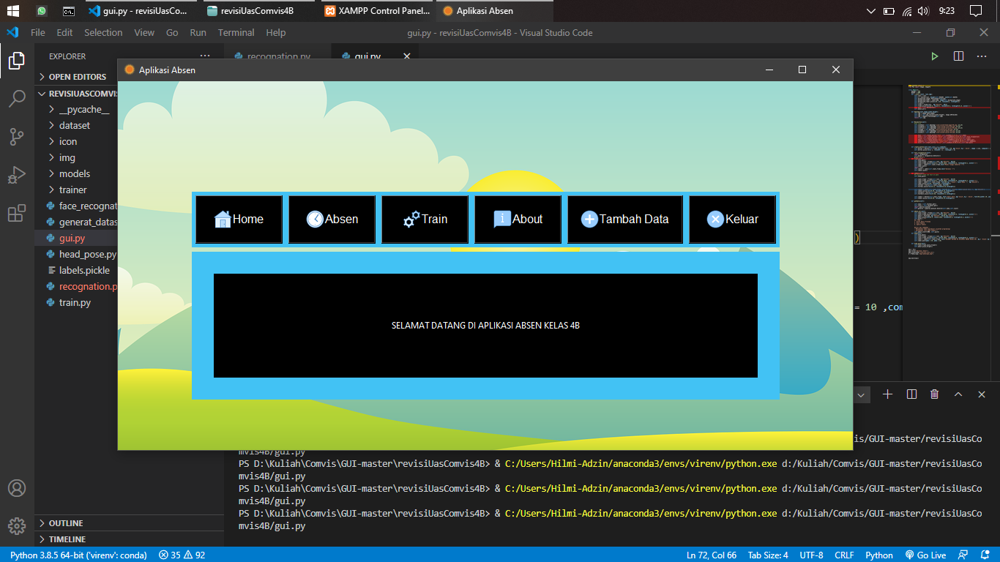 gui.py - revisiUasCo...
revisiUasComvis4B
XAMPP Control Panel...
Aplikasi Absen
9:23
File Edit Selection View Go Run Terminal Help
gui.py - revisiUasComvis4B - Visual Studio Code
EXPLORER
recognation.py
gui.py
OPEN EDITORS
REVISIUASCOMVIS
__pycache__
dataset
icon
img
models
trainer
face_recognat
generat_datas
gui.py
head_pose.py
labels.pickle
recognation.p
train.py
OUTLINE
TIMELINE
Aplikasi Absen
Home
Absen
Train
About
Tambah Data
Keluar
SELAMAT DATANG DI APLIKASI ABSEN KELAS 4B
)
= 10 ,com
is/GUI-master/revisiUasCo
mvis4B/gui.py
PS D:\Kuliah\Comvis\GUI-master\revisiUasComvis4B> & C:/Users/Hilmi-Adzin/anaconda3/envs/virenv/python.exe d:/Kuliah/Comvis/GUI-master/revisiUasCo
mvis4B/gui.py
PS D:\Kuliah\Comvis\GUI-master\revisiUasComvis4B> & C:/Users/Hilmi-Adzin/anaconda3/envs/virenv/python.exe d:/Kuliah/Comvis/GUI-master/revisiUasCo
mvis4B/gui.py
PS D:\Kuliah\Comvis\GUI-master\revisiUasComvis4B> & C:/Users/Hilmi-Adzin/anaconda3/envs/virenv/python.exe d:/Kuliah/Comvis/GUI-master/revisiUasCo
mvis4B/gui.py
Python 3.8.5 64-bit ('virenv': conda) 35 92 Ln 72, Col 66 Tab Size: 4 UTF-8 CRLF Python Go Live